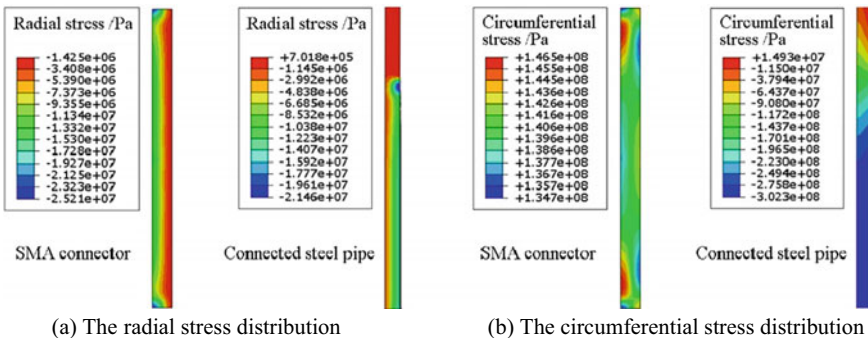 Radial stress /Pa
-1.425e+06
-3.408e+06
-5.390e+06
-7.373e+06
-9.355e+06
-1.134e+07
-1.332e+07
-1.530e+07
-1.728e+07
-1.927e+07
-2.125e+07
-2.323e+07
-2.521e+07
SMA connector
Radial stress /Pa
+7.018e+05
-1.145e+06
-2.992e+06
-4.838e+06
-6.685e+06
-8.532e+06
-1.038e+07
-1.223e+07
-1.407e+07
-1.592e+07
-1.777e+07
-1.961e+07
-2.146e+07
Connected steel pipe
(a) The radial stress distribution
Circumferential
stress /Pa
+1.465e+08
+1.455e+08
+1.445e+08
+1.436e+08
+1.426e+08
+1.416e+08
+1.406e+08
+1.396e+08
+1.386e+08
+1.377e+08
+1.367e+08
+1.357e+08
+1.347e+08
SMA connector
Circumferential
stress /Pa
+1.493e+07
-1.150e+07
-3.794e+07
-6.437e+07
-9.080e+07
-1.172e+08
-1.437e+08
-1.701e+08
-1.965e+08
-2.230e+08
-2.494e+08
-2.758e+08
-3.023e+08
Connected steel pipe
(b) The circumferential stress distribution